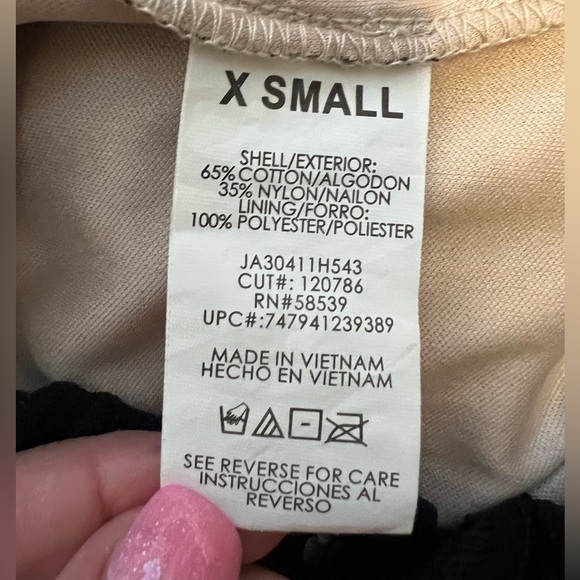 X SMALL
SHELL/EXTERIOR:
65% COTTON/ALGODON
35% NYLON/NAILON
LINING/FORRO:
100% POLYESTER/POLIESTER
JA30411H543
CUT#: 120786
RN#58539
UPC#:747941239389
MADE IN VIETNAM
HECHO EN VIETNAM
SEE REVERSE FOR CARE
INSTRUCCIONES AL
REVERSO